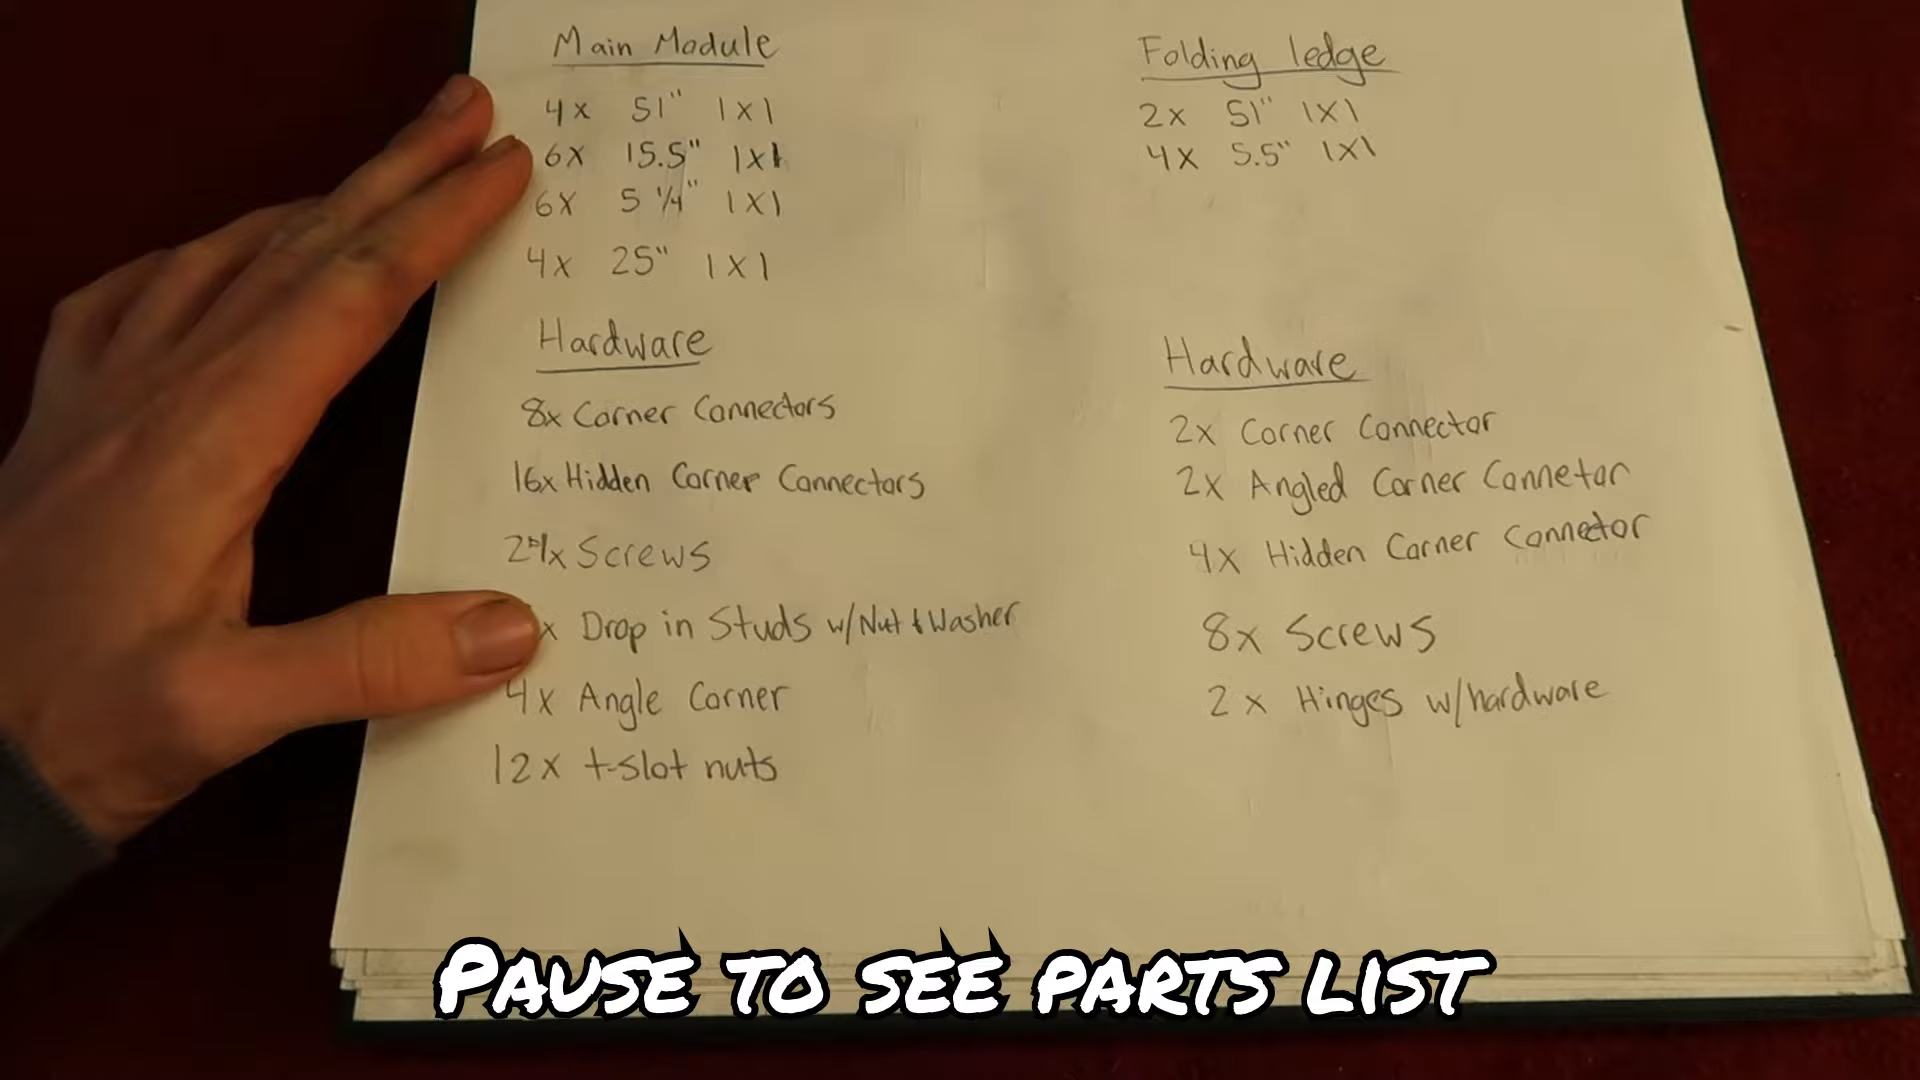 Main Module
4x 51" 1x1
6x 15.5" 1x1
6x 5 1/4" 1x1
4x 25" 1x1
Hardware
8x Corner Connectors
16x Hidden Corner Connectors
Screws
x Drop in Studs w/Nut & Washer
4x Angle Corner
12x t-slot nuts
Folding ledge
2x 51" 1x1
4x 5.5" 1x1
Hardware
2x Corner Connector
2x Angled Corner Connetor
4x Hidden Corner Connector
8x Screws
2x Hinges w/hardware
PAUSE TO SEE PARTS LIST